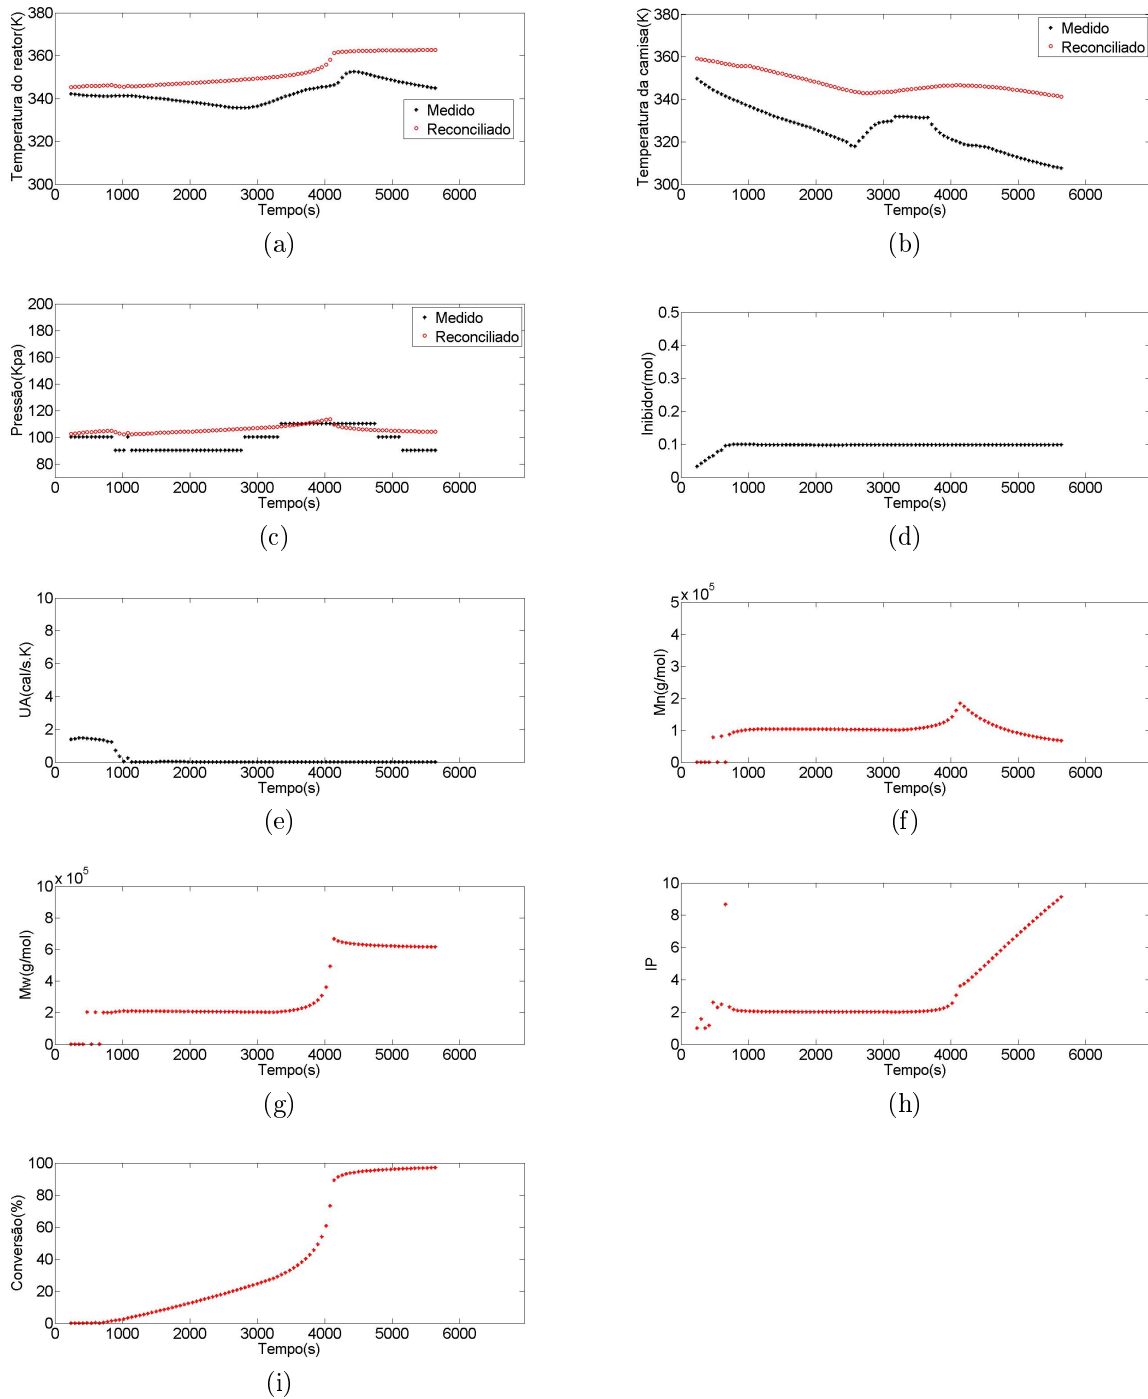 380
360
340
320
300
Temperatura do reator(K)
Medido
Reconciliado
0 1000 2000 3000 4000 5000 6000
Tempo(s)
(a)
380
360
340
320
300
Temperatura da camisa(K)
Medido
Reconciliado
0 1000 2000 3000 4000 5000 6000
Tempo(s)
(b)
200
180
160
140
120
100
80
Pressão(Kpa)
Medido
Reconciliado
0 1000 2000 3000 4000 5000 6000
Tempo(s)
(c)
0.5
0.4
0.3
0.2
0.1
0
Inibidor(mol)
0 1000 2000 3000 4000 5000 6000
Tempo(s)
(d)
10
8
6
4
2
0
UA(cal/s.K)
0 1000 2000 3000 4000 5000 6000
Tempo(s)
(e)
5 x 10^5
4
3
2
1
0
Mn(g/mol)
0 1000 2000 3000 4000 5000 6000
Tempo(s)
(f)
10 x 10^5
8
6
4
2
0
Mw(g/mol)
0 1000 2000 3000 4000 5000 6000
Tempo(s)
(g)
10
8
6
4
2
0
IP
0 1000 2000 3000 4000 5000 6000
Tempo(s)
(h)
100
80
60
40
20
0
Conversão(%)
0 1000 2000 3000 4000 5000 6000
Tempo(s)
(i)